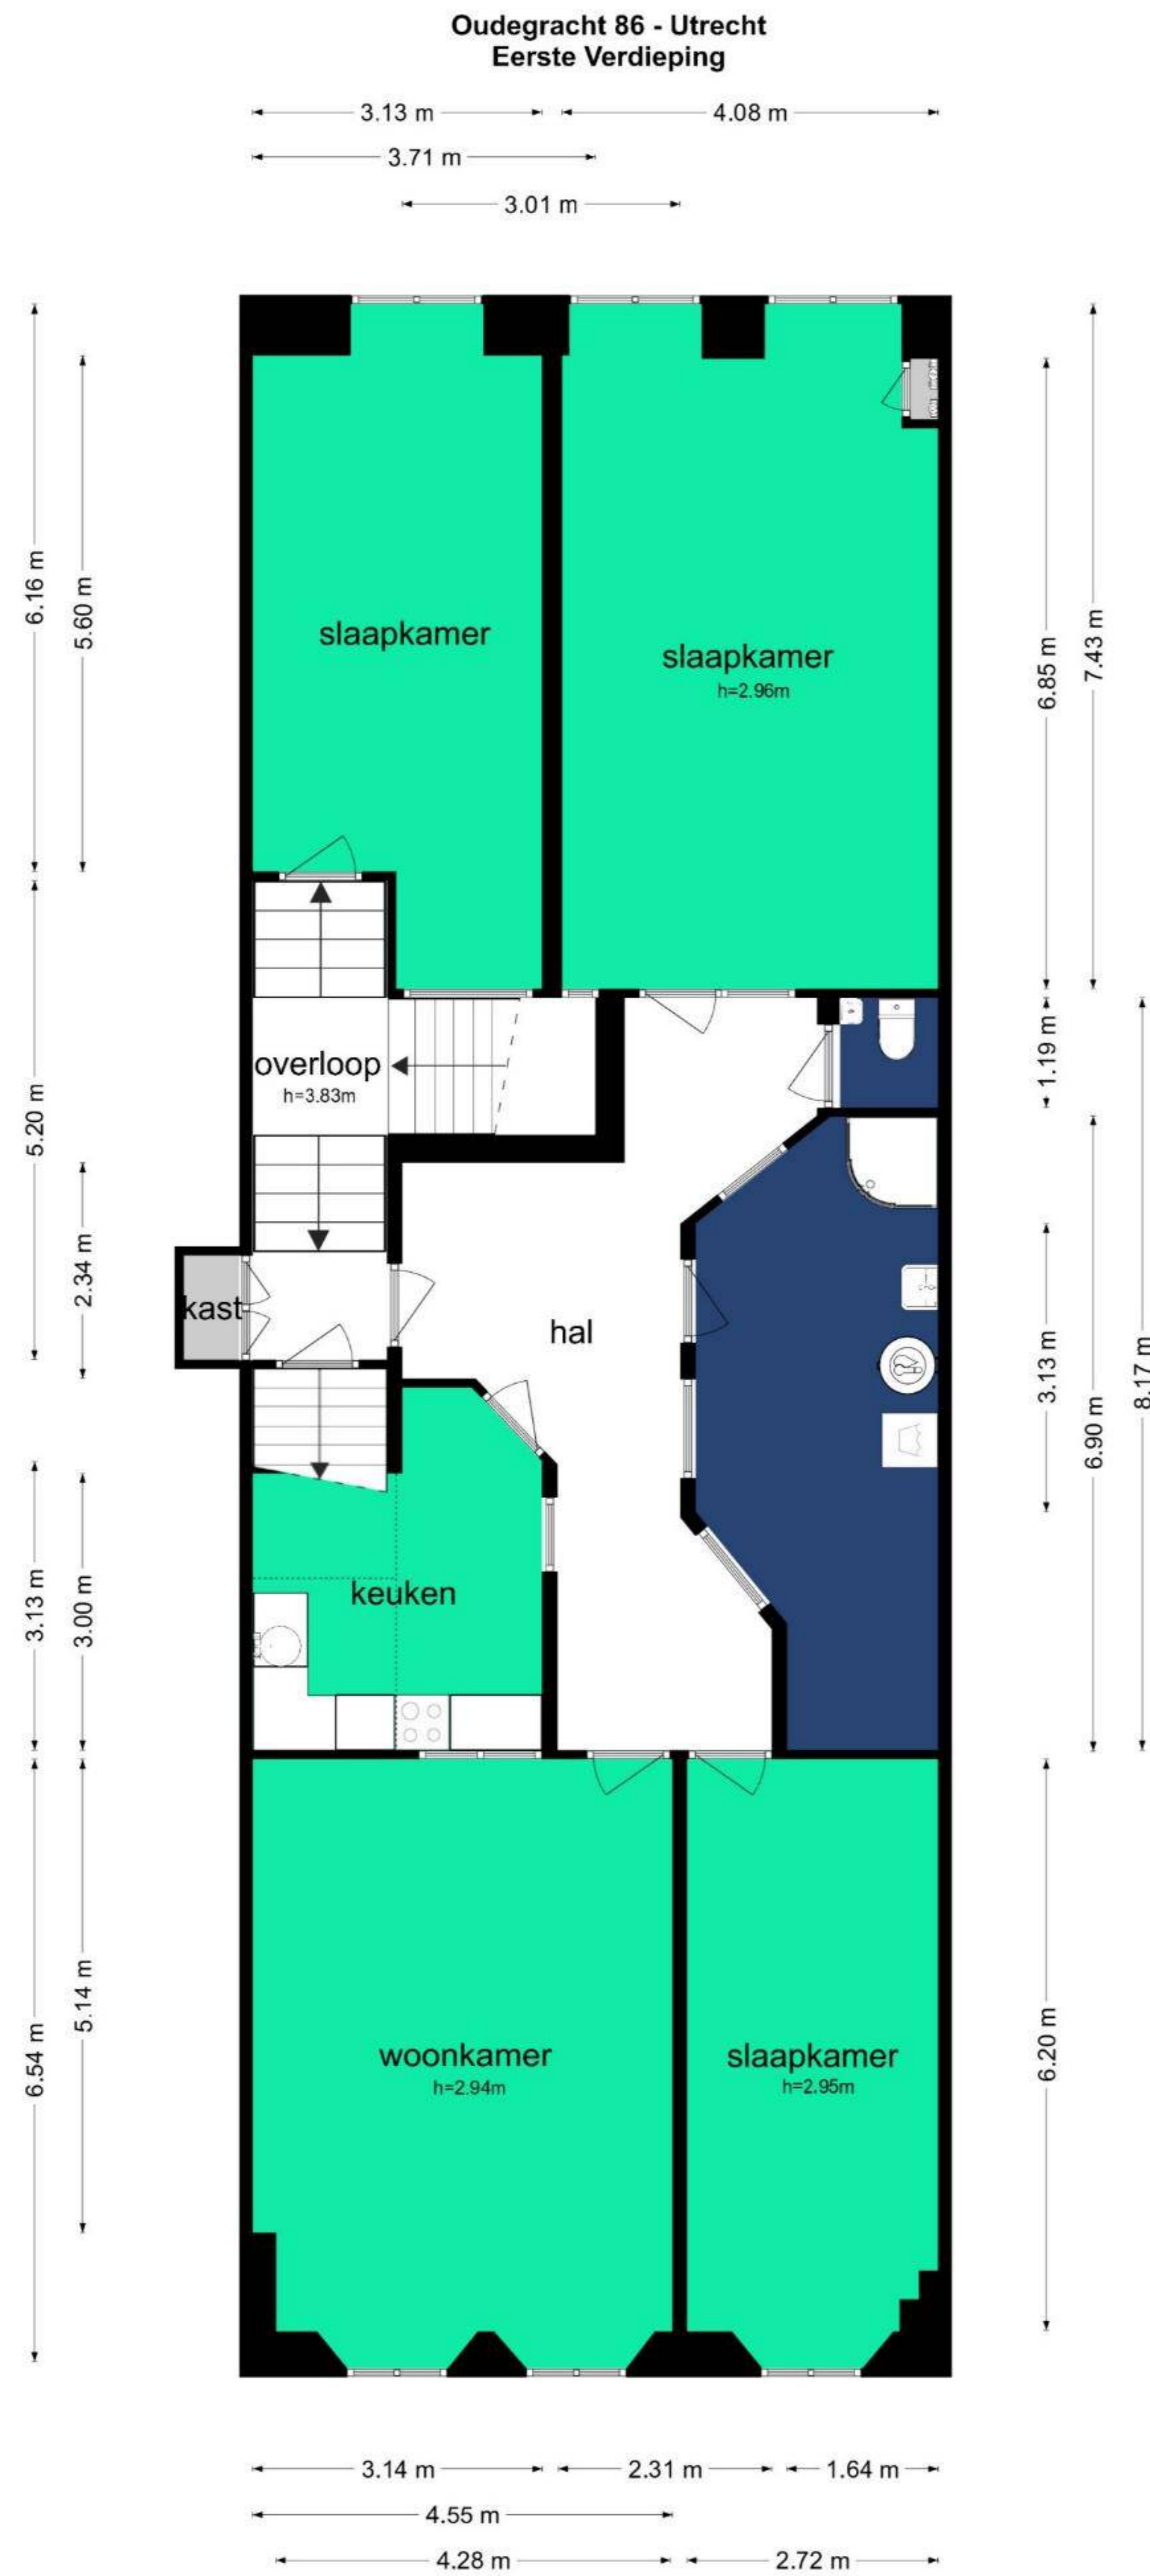 Oudegracht 86 - Utrecht
Eerste Verdieping
3.13 m
4.08 m
3.71 m
3.01 m
6.16 m
5.60 m
slaapkamer
slaapkamer
h=2.96m
6.85 m
7.43 m
5.20 m
overloop
h=3.83m
1.19 m
2.34 m
kast
hal
3.13 m
6.90 m
8.17 m
3.13 m
3.00 m
keuken
6.54 m
5.14 m
woonkamer
h=2.94m
slaapkamer
h=2.95m
6.20 m
3.14 m
2.31 m
1.64 m
4.55 m
4.28 m
2.72 m